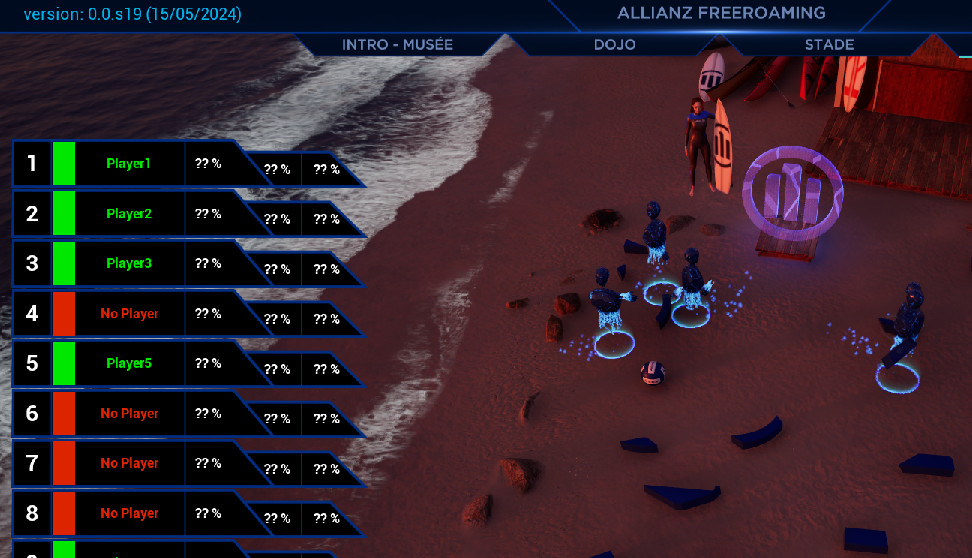 version: 0.0.s19 (15/05/2024)
ALLIANZ FREEROAMING
INTRO - MUSÉE
DOJO
STADE
1 Player1 ?? % ?? % ?? %
2 Player2 ?? % ?? % ?? %
3 Player3 ?? % ?? % ?? %
4 No Player ?? % ?? % ?? %
5 Player5 ?? % ?? % ?? %
6 No Player ?? % ?? % ?? %
7 No Player ?? % ?? % ?? %
8 No Player ?? % ?? % ?? %